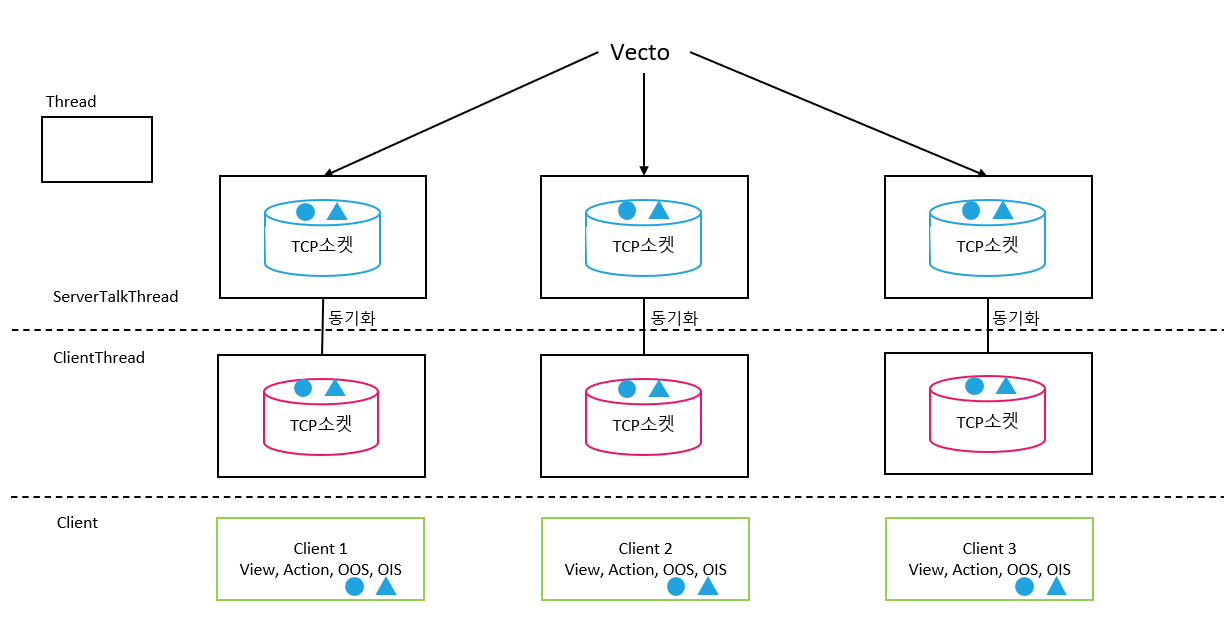 Vecto
Thread
TCP소켓
TCP소켓
TCP소켓
ServerTalkThread
동기화
동기화
동기화
ClientThread
TCP소켓
TCP소켓
TCP소켓
Client
Client 1
View, Action, OOS, OIS
Client 2
View, Action, OOS, OIS
Client 3
View, Action, OOS, OIS